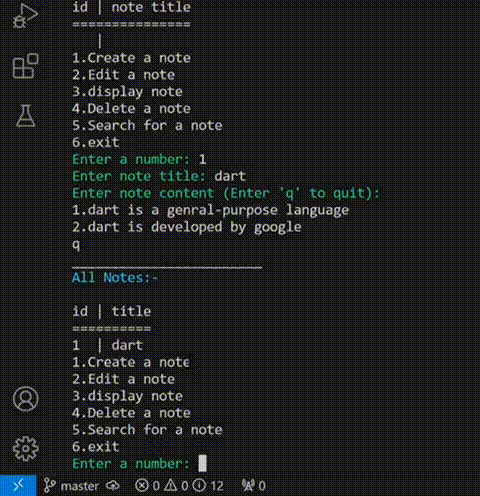 id | note title
===============
|
1.Create a note
2.Edit a note
3.display note
4.Delete a note
5.Search for a note
6.exit
Enter a number: 1
Enter note title: dart
Enter note content (Enter 'q' to quit):
1.dart is a genral-purpose language
2.dart is developed by google
q
________________________
All Notes:-
id | title
==========
1 | dart
1.Create a note
2.Edit a note
3.display note
4.Delete a note
5.Search for a note
6.exit
Enter a number:
master 0 0 12 0